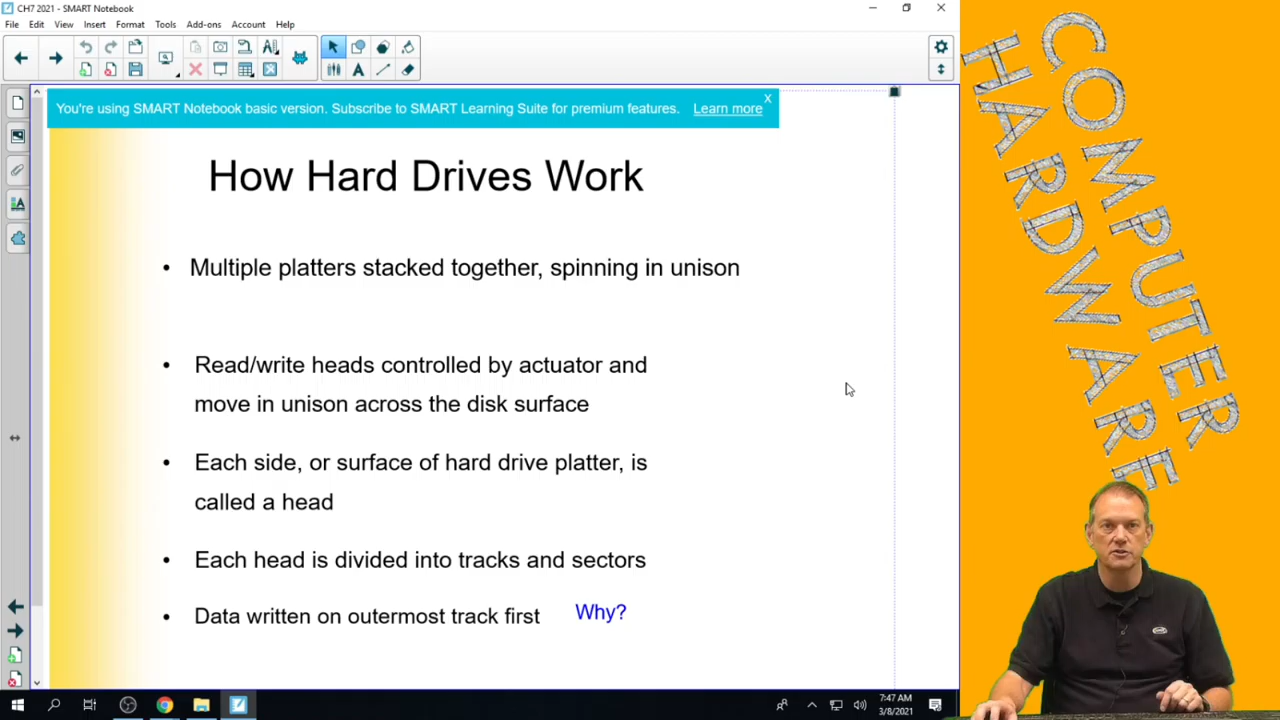 CH7 2021 - SMART Notebook
File Edit View Insert Format Tools Add-ons Account Help
You're using SMART Notebook basic version. Subscribe to SMART Learning Suite for premium features. Learn more X
How Hard Drives Work
• Multiple platters stacked together, spinning in unison
• Read/write heads controlled by actuator and
move in unison across the disk surface
• Each side, or surface of hard drive platter, is
called a head
• Each head is divided into tracks and sectors
• Data written on outermost track first Why?
7:47 AM
3/8/2021
COMPUTER
HARDWARE